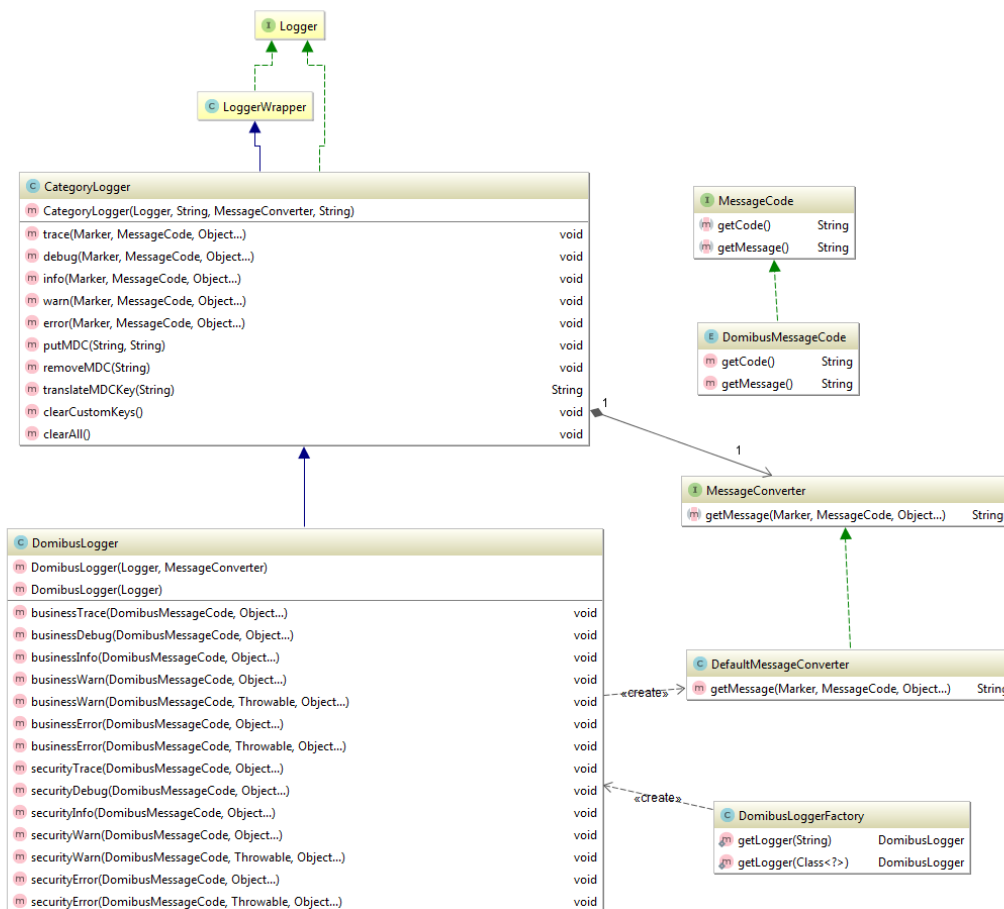 Logger
LoggerWrapper
CategoryLogger
CategoryLogger(Logger, String, MessageConverter, String)
trace(Marker, MessageCode, Object...) void
debug(Marker, MessageCode, Object...) void
info(Marker, MessageCode, Object...) void
warn(Marker, MessageCode, Object...) void
error(Marker, MessageCode, Object...) void
putMDC(String, String) void
removeMDC(String) void
translateMDCKey(String) String
clearCustomKeys() void
clearAll() void
MessageCode
getCode() String
getMessage() String
DomibusMessageCode
getCode() String
getMessage() String
1
1
MessageConverter
getMessage(Marker, MessageCode, Object...) String
DomibusLogger
DomibusLogger(Logger, MessageConverter)
DomibusLogger(Logger)
businessTrace(DomibusMessageCode, Object...) void
businessDebug(DomibusMessageCode, Object...) void
businessInfo(DomibusMessageCode, Object...) void
businessWarn(DomibusMessageCode, Object...) void
businessWarn(DomibusMessageCode, Throwable, Object...) void
businessError(DomibusMessageCode, Object...) void
businessError(DomibusMessageCode, Throwable, Object...) void
securityTrace(DomibusMessageCode, Object...) void
securityDebug(DomibusMessageCode, Object...) void
securityInfo(DomibusMessageCode, Object...) void
securityWarn(DomibusMessageCode, Object...) void
securityWarn(DomibusMessageCode, Throwable, Object...) void
securityError(DomibusMessageCode, Object...) void
securityError(DomibusMessageCode, Throwable, Object...) void
DefaultMessageConverter
getMessage(Marker, MessageCode, Object...) String
«create»
«create»
DomibusLoggerFactory
getLogger(String) DomibusLogger
getLogger(Class<?>) DomibusLogger